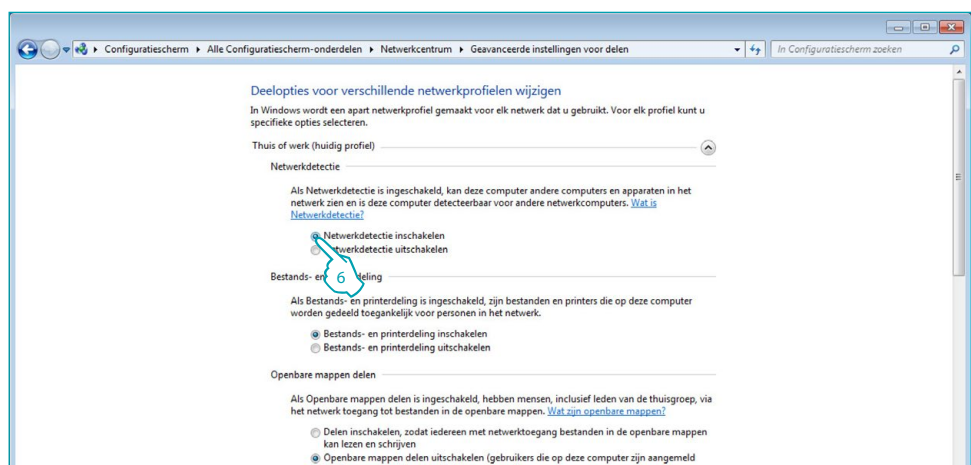 Configuratiescherm ▸ Alle Configuratiescherm-onderdelen ▸ Netwerkcentrum ▸ Geavanceerde instellingen voor delen
In Configuratiescherm zoeken
Deelopties voor verschillende netwerkprofielen wijzigen
In Windows wordt een apart netwerkprofiel gemaakt voor elk netwerk dat u gebruikt. Voor elk profiel kunt u
specifieke opties selecteren.
Thuis of werk (huidig profiel)
Netwerkdetectie
Als Netwerkdetectie is ingeschakeld, kan deze computer andere computers en apparaten in het
netwerk zien en is deze computer detecteerbaar voor andere netwerkcomputers. Wat is
Netwerkdetectie?
Netwerkdetectie inschakelen
Netwerkdetectie uitschakelen
6
Bestands- en deling
Als Bestands- en printerdeling is ingeschakeld, zijn bestanden en printers die op deze computer
worden gedeeld toegankelijk voor personen in het netwerk.
Bestands- en printerdeling inschakelen
Bestands- en printerdeling uitschakelen
Openbare mappen delen
Als Openbare mappen delen is ingeschakeld, hebben mensen, inclusief leden van de thuisgroep, via
het netwerk toegang tot bestanden in de openbare mappen. Wat zijn openbare mappen?
Delen inschakelen, zodat iedereen met netwerktoegang bestanden in de openbare mappen
kan lezen en schrijven
Openbare mappen delen uitschakelen (gebruikers die op deze computer zijn aangemeld